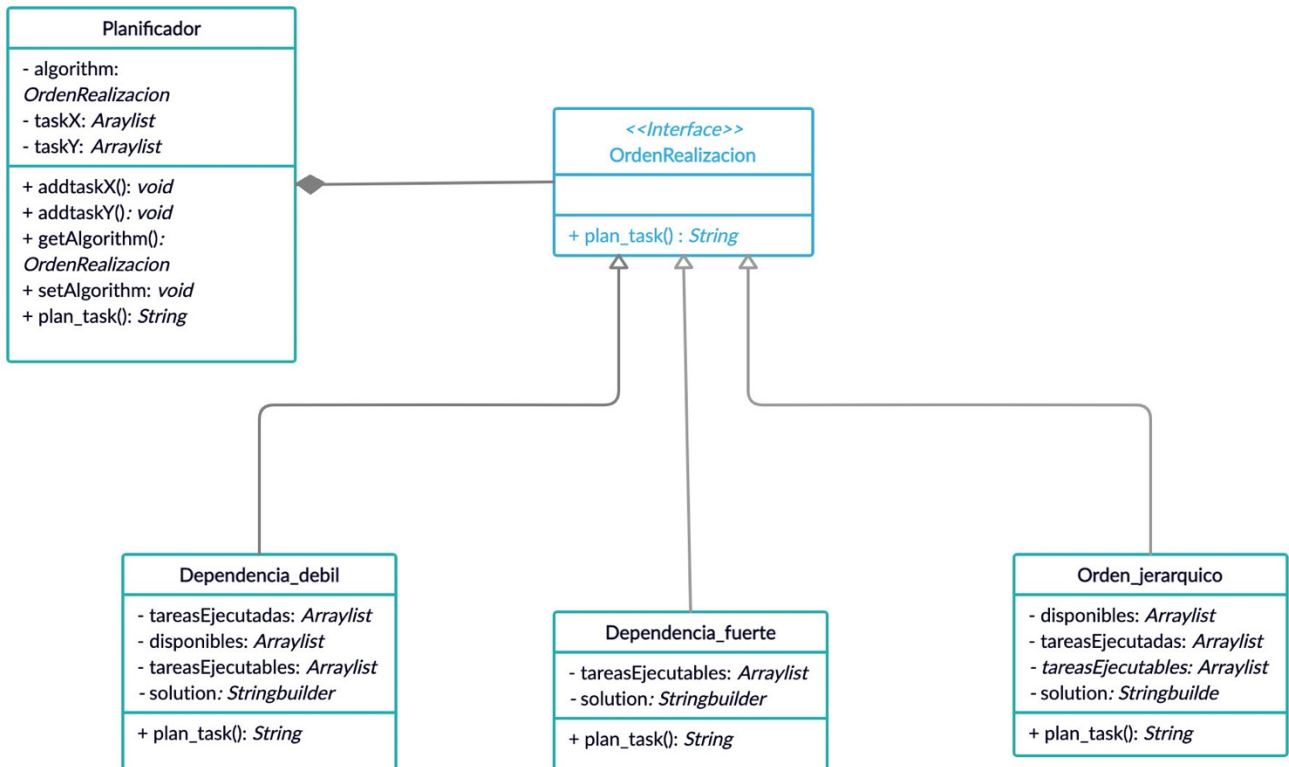 Planificador
- algorithm:
OrdenRealizacion
- taskX: Araylist
- taskY: Arraylist
+ addtaskX(): void
+ addtaskY(): void
+ getAlgorithm():
OrdenRealizacion
+ setAlgorithm: void
+ plan_task(): String
<<Interface>>
OrdenRealizacion
+ plan_task() : String
Dependencia_debil
- tareasEjecutadas: Arraylist
- disponibles: Arraylist
- tareasEjecutables: Arraylist
- solution: Stringbuilder
+ plan_task(): String
Dependencia_fuerte
- tareasEjecutables: Arraylist
- solution: Stringbuilder
+ plan_task(): String
Orden_jerarquico
- disponibles: Arraylist
- tareasEjecutadas: Arraylist
- tareasEjecutables: Arraylist
- solution: Stringbuilde
+ plan_task(): String